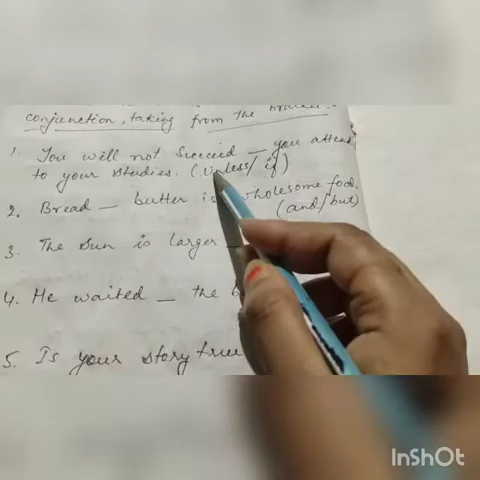 conjunction, taking from The
1. You will not Succeed _ you attend
to your studies. (Unless/ if)
2. Bread _ butter is wholesome food.
(and/but)
3. The Sun is larger
4. He waited _ the
5. Is your story true
InShOt